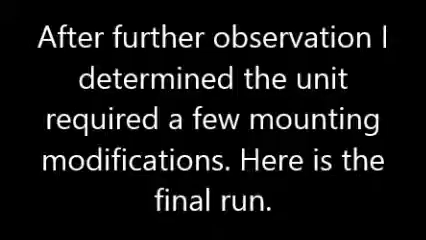 After further observation I
determined the unit
required a few mounting
modifications. Here is the
final run.